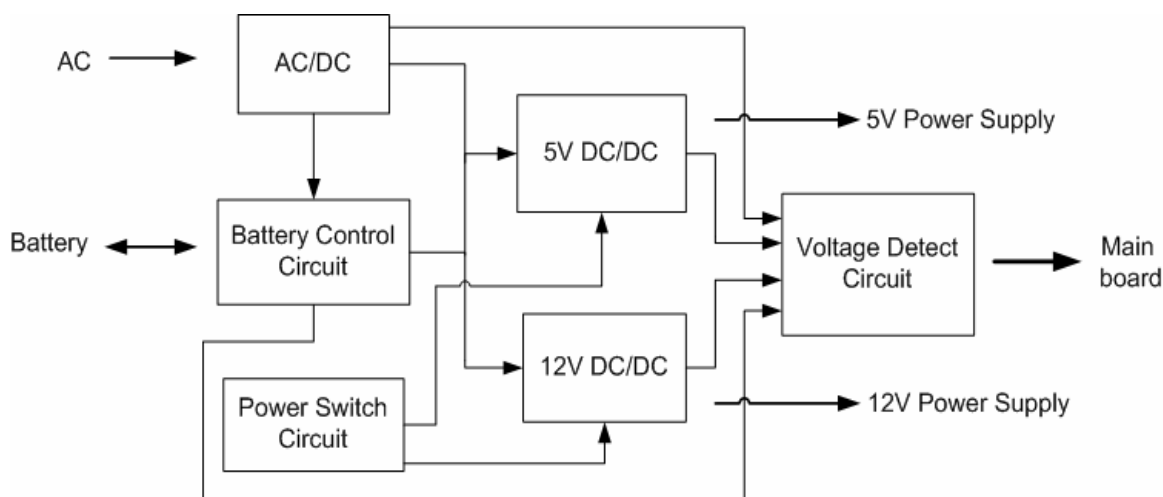 AC
AC/DC
5V DC/DC
5V Power Supply
Battery
Battery Control
Circuit
Voltage Detect
Circuit
Main
board
12V DC/DC
12V Power Supply
Power Switch
Circuit